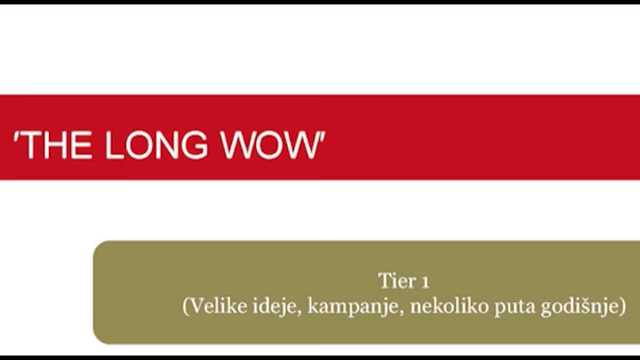 'THE LONG WOW'
Tier 1
(Velike ideje, kampanje, nekoliko puta godišnje)